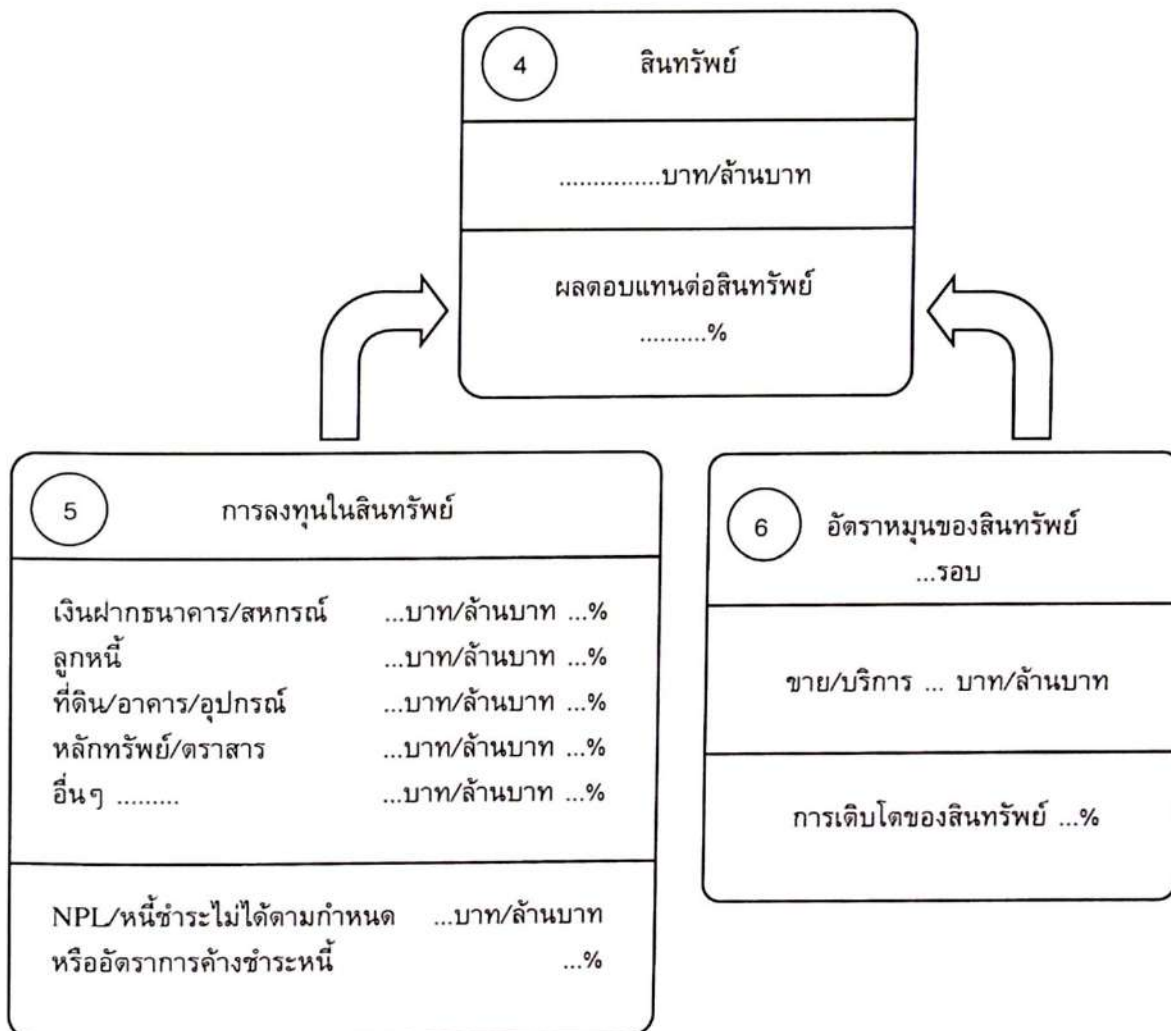 4 สินทรัพย์
...............บาท/ล้านบาท
ผลตอบแทนต่อสินทรัพย์
..........%
5 การลงทุนในสินทรัพย์
เงินฝากธนาคาร/สหกรณ์ ...บาท/ล้านบาท ...%
ลูกหนี้ ...บาท/ล้านบาท ...%
ที่ดิน/อาคาร/อุปกรณ์ ...บาท/ล้านบาท ...%
หลักทรัพย์/ตราสาร ...บาท/ล้านบาท ...%
อื่นๆ ......... ...บาท/ล้านบาท ...%
NPL/หนี้ชำระไม่ได้ตามกำหนด ...บาท/ล้านบาท
หรืออัตราการค้างชำระหนี้ ...%
6 อัตราหมุนของสินทรัพย์
...รอบ
ขาย/บริการ ... บาท/ล้านบาท
การเติบโตของสินทรัพย์ ...%